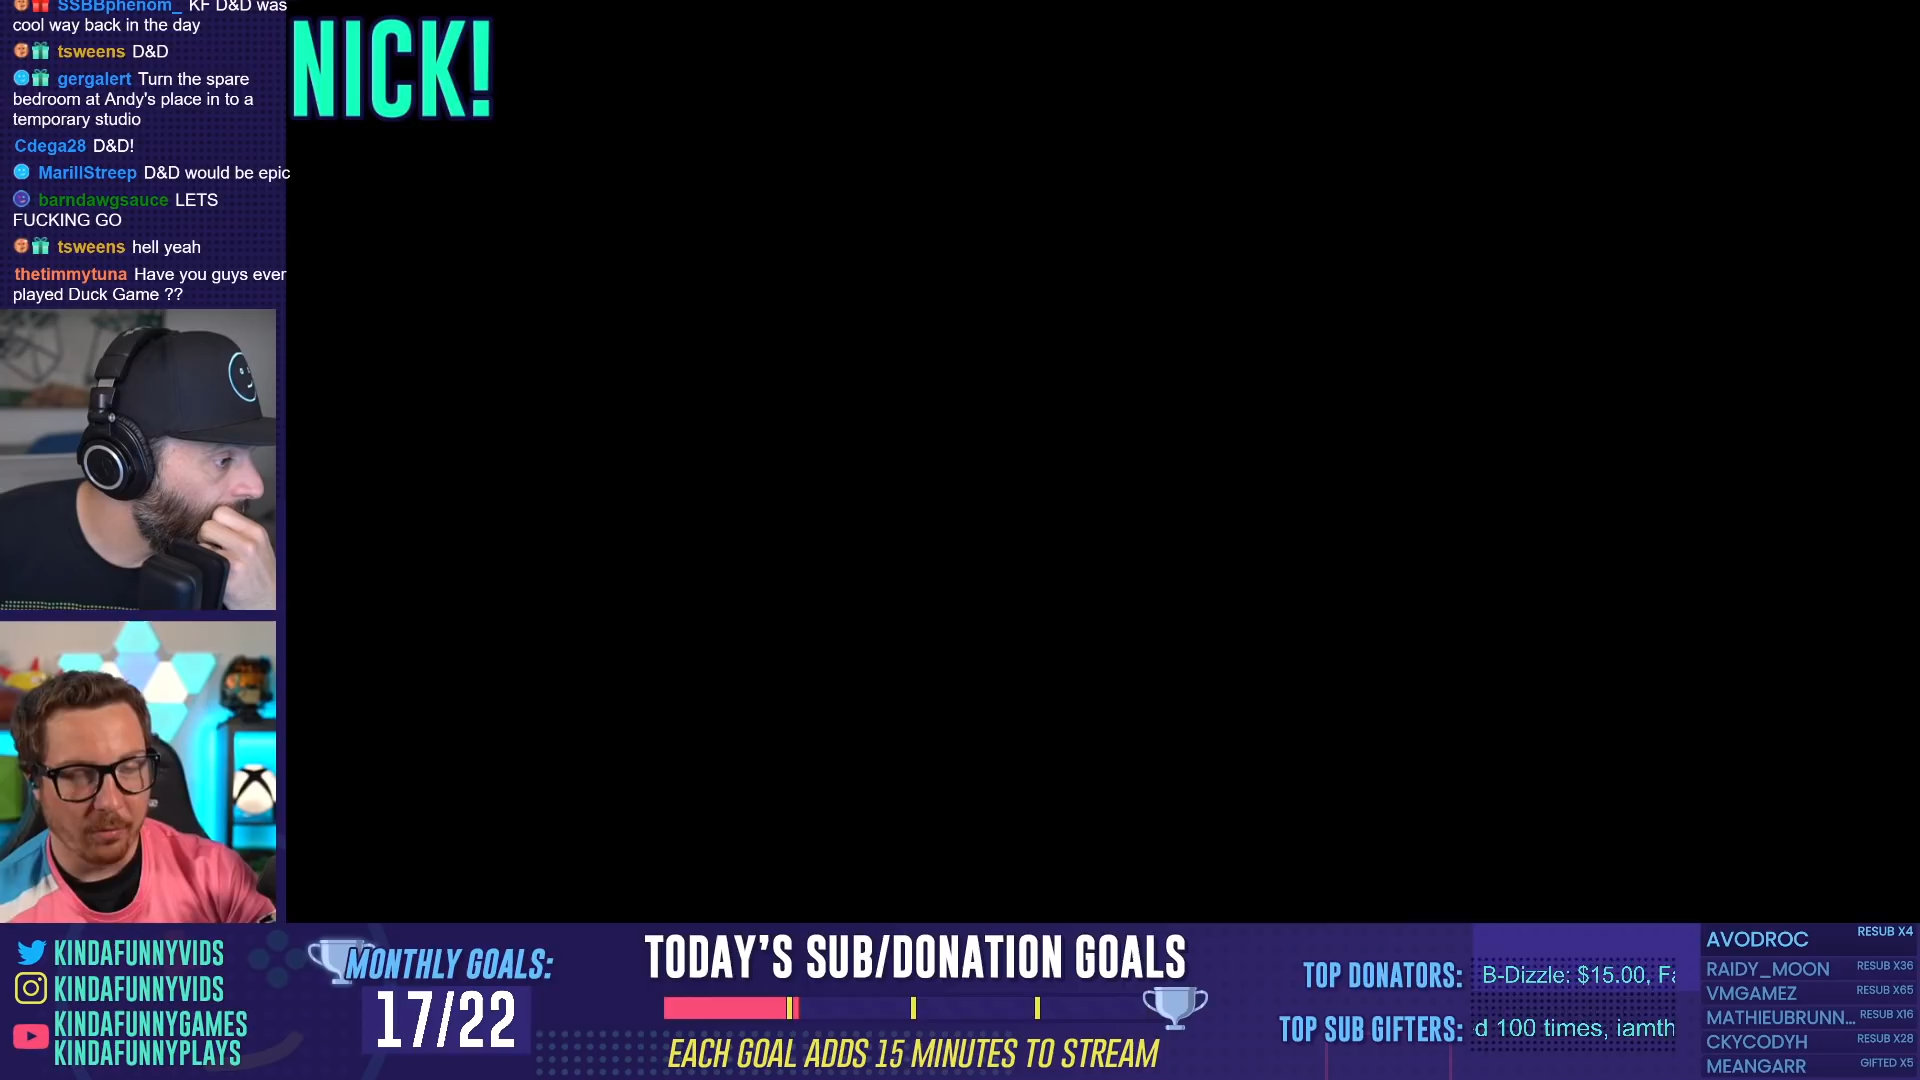 SSBBphenom_ KF D&D was
cool way back in the day
tsweens D&D
gergalert Turn the spare
bedroom at Andy's place in to a
temporary studio
Cdega28 D&D!
MarillStreep D&D would be epic
barndawgsauce LETS
FUCKING GO
tsweens hell yeah
thetimmytuna Have you guys ever
played Duck Game ??
NICK!
KINDAFUNNYVIDS
KINDAFUNNYVIDS
KINDAFUNNYGAMES
KINDAFUNNYPLAYS
MONTHLY GOALS:
17/22
TODAY'S SUB/DONATION GOALS
EACH GOAL ADDS 15 MINUTES TO STREAM
TOP DONATORS: B-Dizzle: $15.00, Fa
TOP SUB GIFTERS: d 100 times, iamth
AVODROC RESUB X4
RAIDY_MOON RESUB X36
VMGAMEZ RESUB X65
MATHIEUBRUNN... RESUB X16
CKYCODYH RESUB X28
MEANGARR GIFTED X5